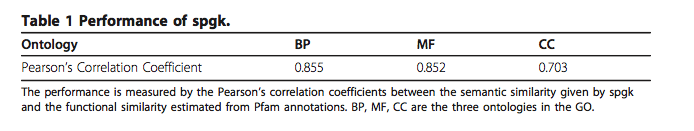 Table 1 Performance of spgk.
Ontology BP MF CC
Pearson's Correlation Coefficient 0.855 0.852 0.703
The performance is measured by the Pearson's correlation coefficients between the semantic similarity given by spgk
and the functional similarity estimated from Pfam annotations. BP, MF, CC are the three ontologies in the GO.